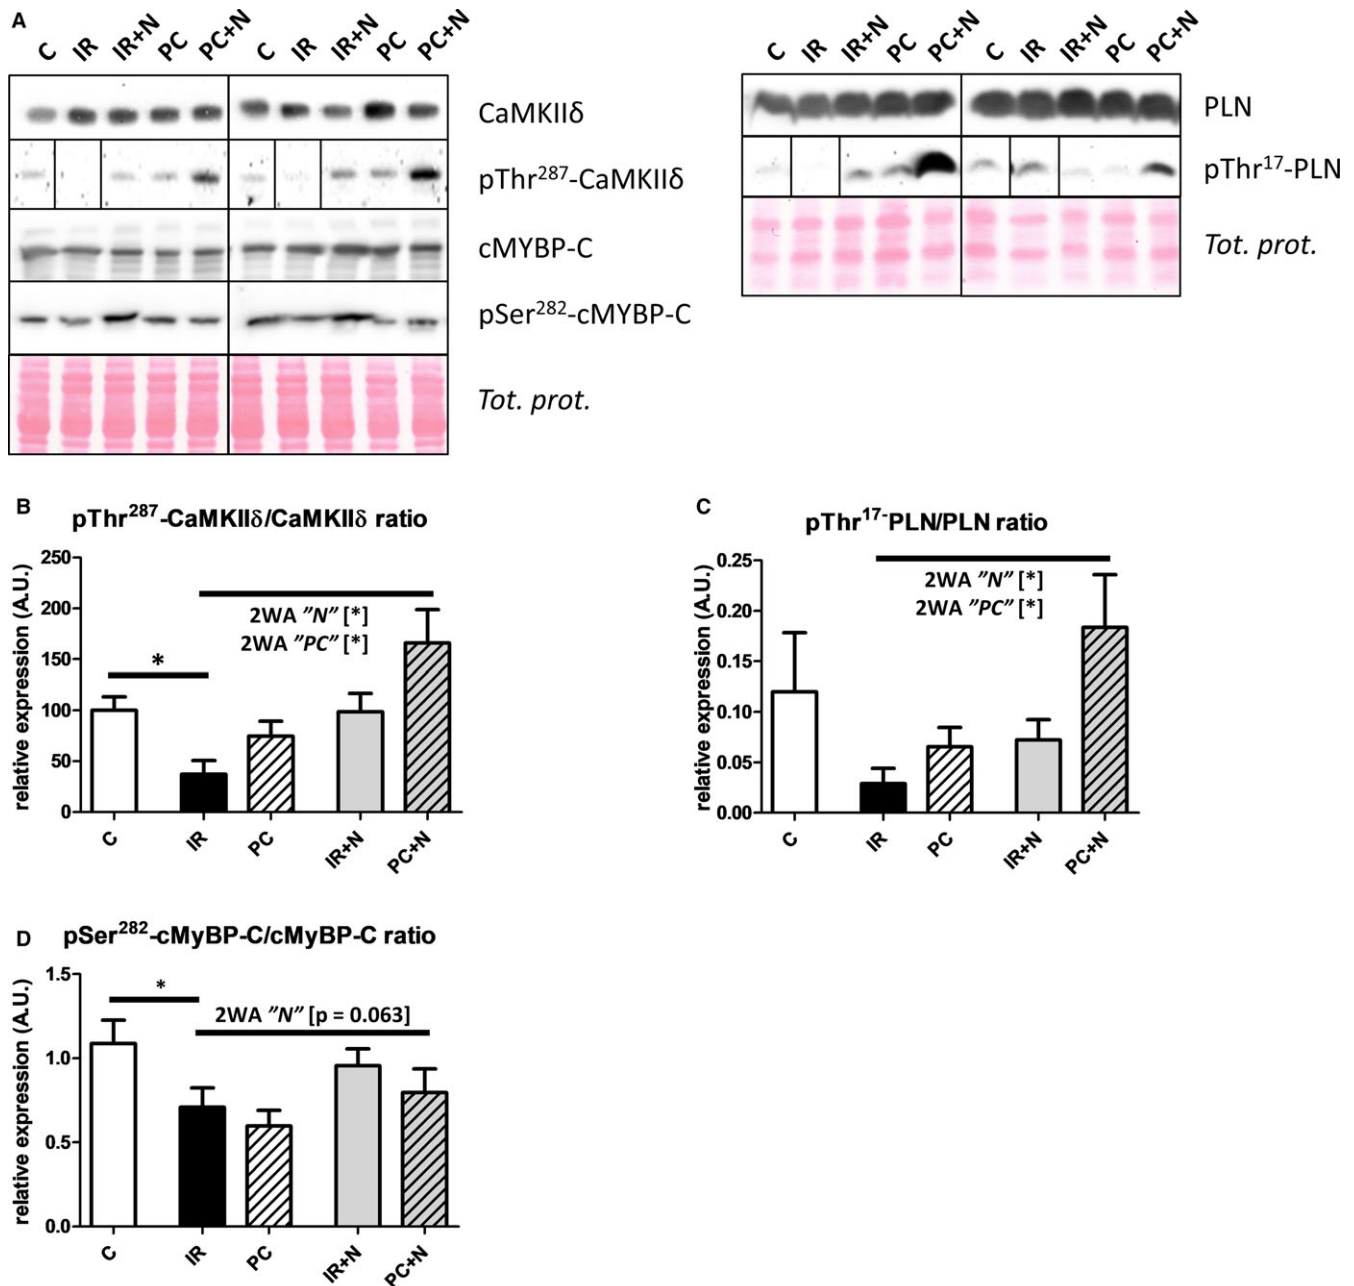 A
C IR IR+N PC PC+N C IR IR+N PC PC+N
CaMKIIδ
pThr²⁸⁷-CaMKIIδ
cMYBP-C
pSer²⁸²-cMYBP-C
Tot. prot.
C IR IR+N PC PC+N C IR IR+N PC PC+N
PLN
pThr¹⁷-PLN
Tot. prot.
B
pThr²⁸⁷-CaMKIIδ/CaMKIIδ ratio
relative expression (A.U.)
250
200
150
100
50
0
2WA "N" [*]
2WA "PC" [*]
*
C IR PC IR+N PC+N
C
pThr¹⁷⁻PLN/PLN ratio
relative expression (A.U.)
0.25
0.20
0.15
0.10
0.05
0.00
2WA "N" [*]
2WA "PC" [*]
C IR PC IR+N PC+N
D
pSer²⁸²-cMyBP-C/cMyBP-C ratio
relative expression (A.U.)
1.5
1.0
0.5
0.0
*
2WA "N" [p = 0.063]
C IR PC IR+N PC+N